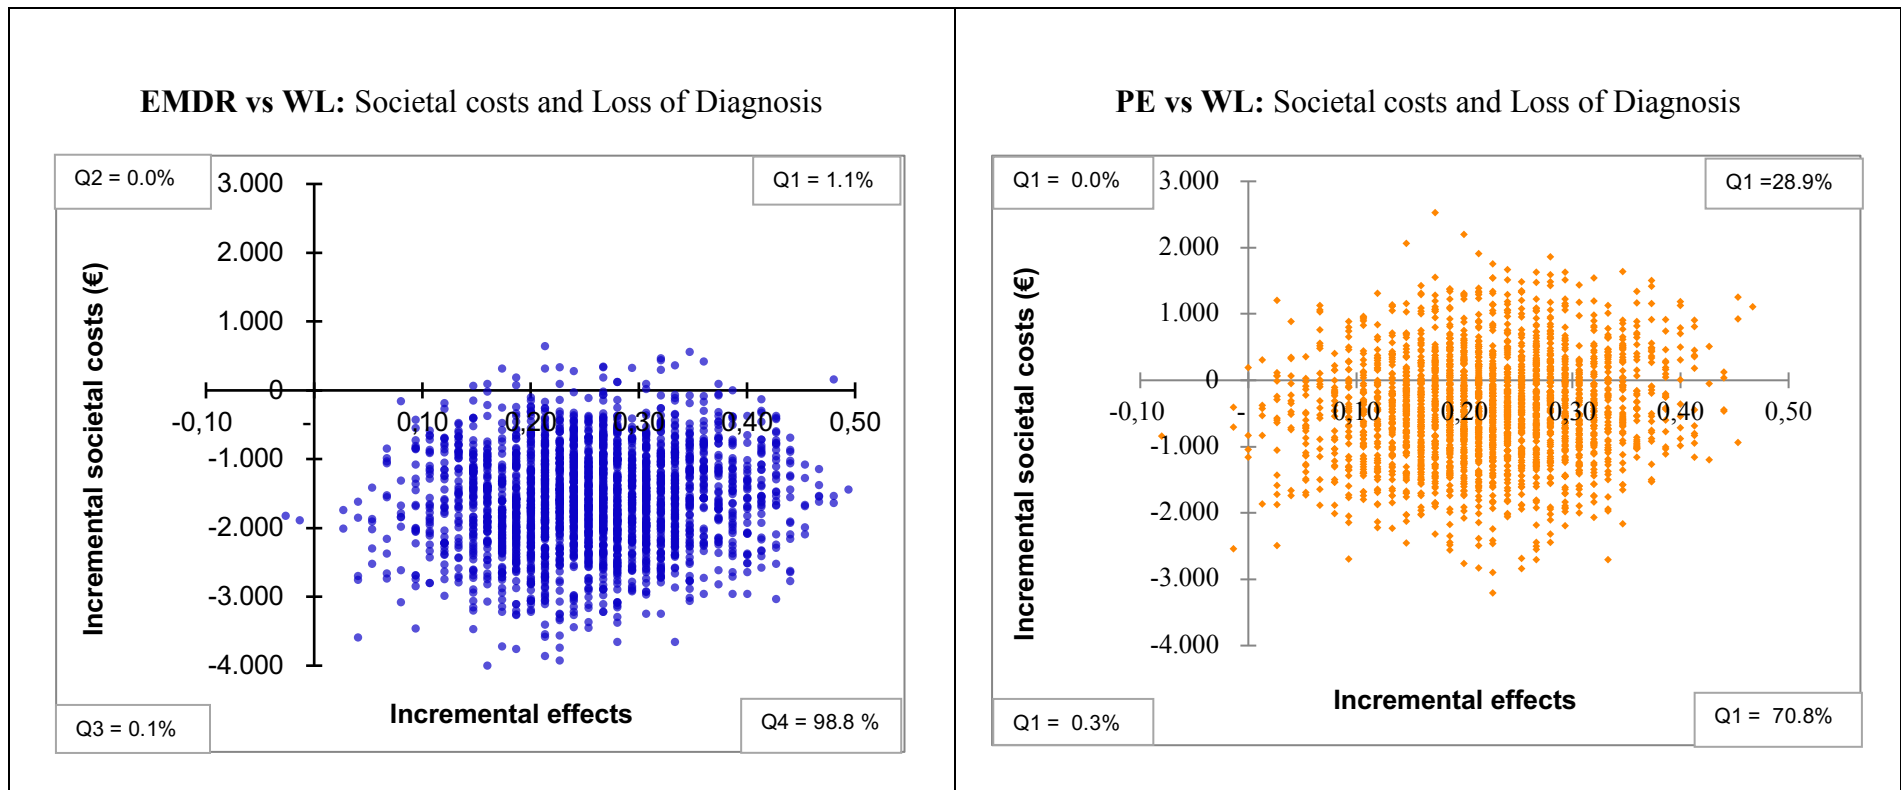 EMDR vs WL: Societal costs and Loss of Diagnosis
Q2 = 0.0%
Q1 = 1.1%
3.000
2.000
1.000
0
-1.000
-2.000
-3.000
-4.000
-0,10
-
0,10
0,20
0,30
0,40
0,50
Incremental societal costs (€)
Incremental effects
Q3 = 0.1%
Q4 = 98.8 %
PE vs WL: Societal costs and Loss of Diagnosis
Q1 = 0.0%
Q1 =28.9%
3.000
2.000
1.000
0
-1.000
-2.000
-3.000
-4.000
-0,10
-
0,10
0,20
0,30
0,40
0,50
Incremental societal costs (€)
Incremental effects
Q1 = 0.3%
Q1 = 70.8%